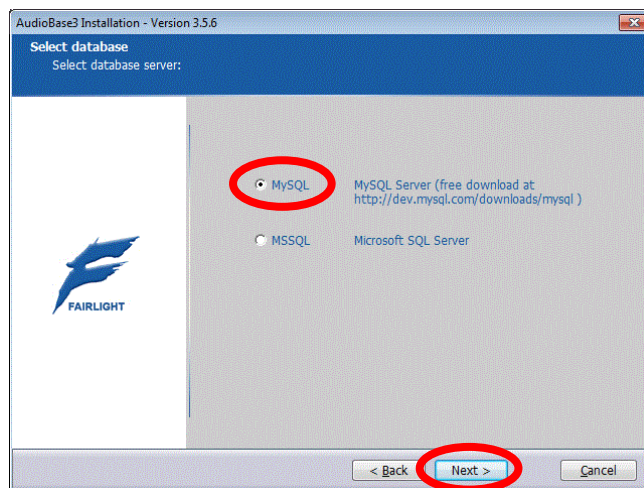 AudioBase3 Installation - Version 3.5.6
Select database
Select database server:
MySQL
MySQL Server (free download at
http://dev.mysql.com/downloads/mysql )
MSSQL
Microsoft SQL Server
FAIRLIGHT
< Back
Next >
Cancel